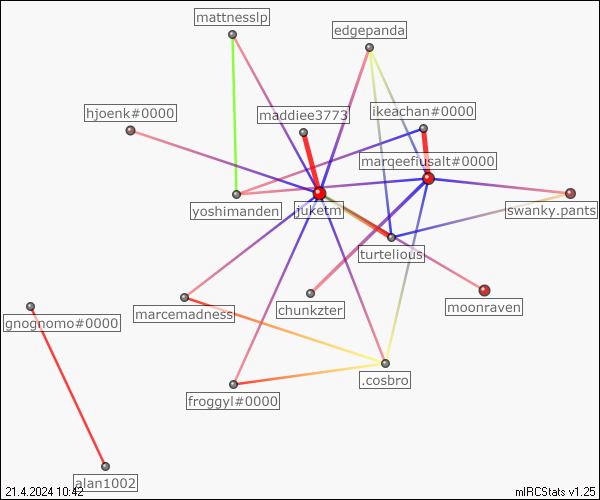 mattnesslp
edgepanda
hjoenk#0000
maddiee3773
ikeachan#0000
marqeefiusalt#0000
yoshimanden
juketm
swanky.pants
turtelious
marcemadness
chunkzter
moonraven
gnognomo#0000
.cosbro
froggyl#0000
alan1002
21.4.2024 10:42
mIRCStats v1.25